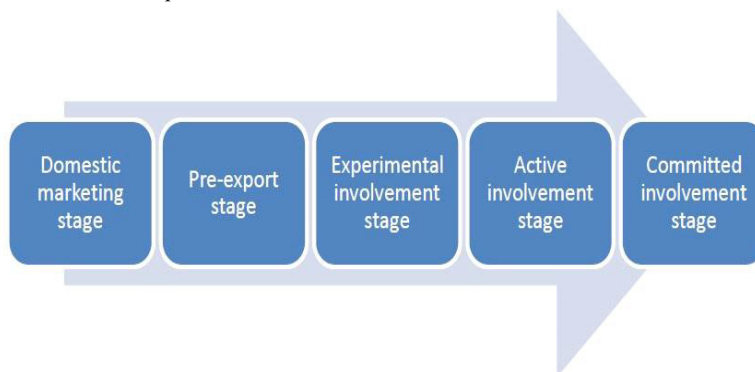 Domestic
marketing
stage
Pre-export
stage
Experimental
involvement
stage
Active
involvement
stage
Committed
involvement
stage